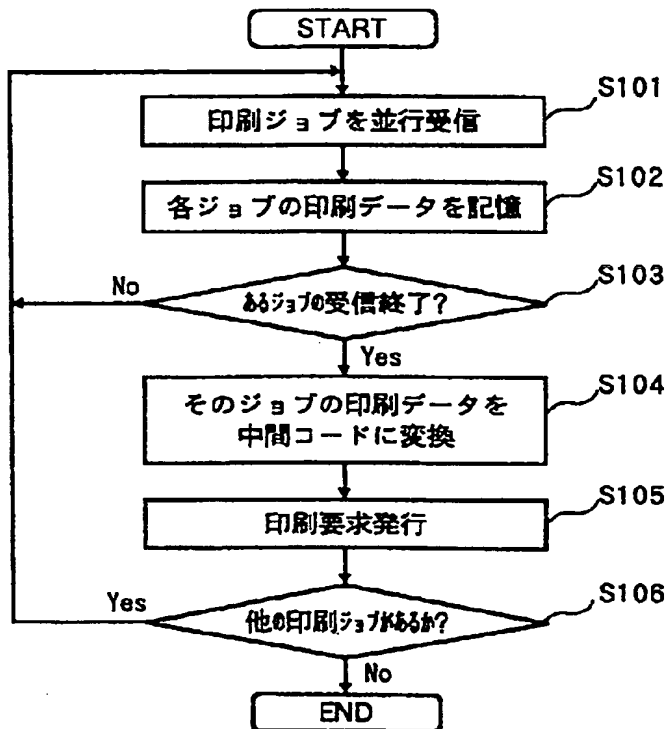 START
S101
印刷ジョブを並行受信
S102
各ジョブの印刷データを記憶
S103
No
あるジョブの受信終了?
Yes
S104
そのジョブの印刷データを
中間コードに変換
S105
印刷要求発行
S106
Yes
他の印刷ジョブがあるか?
No
END